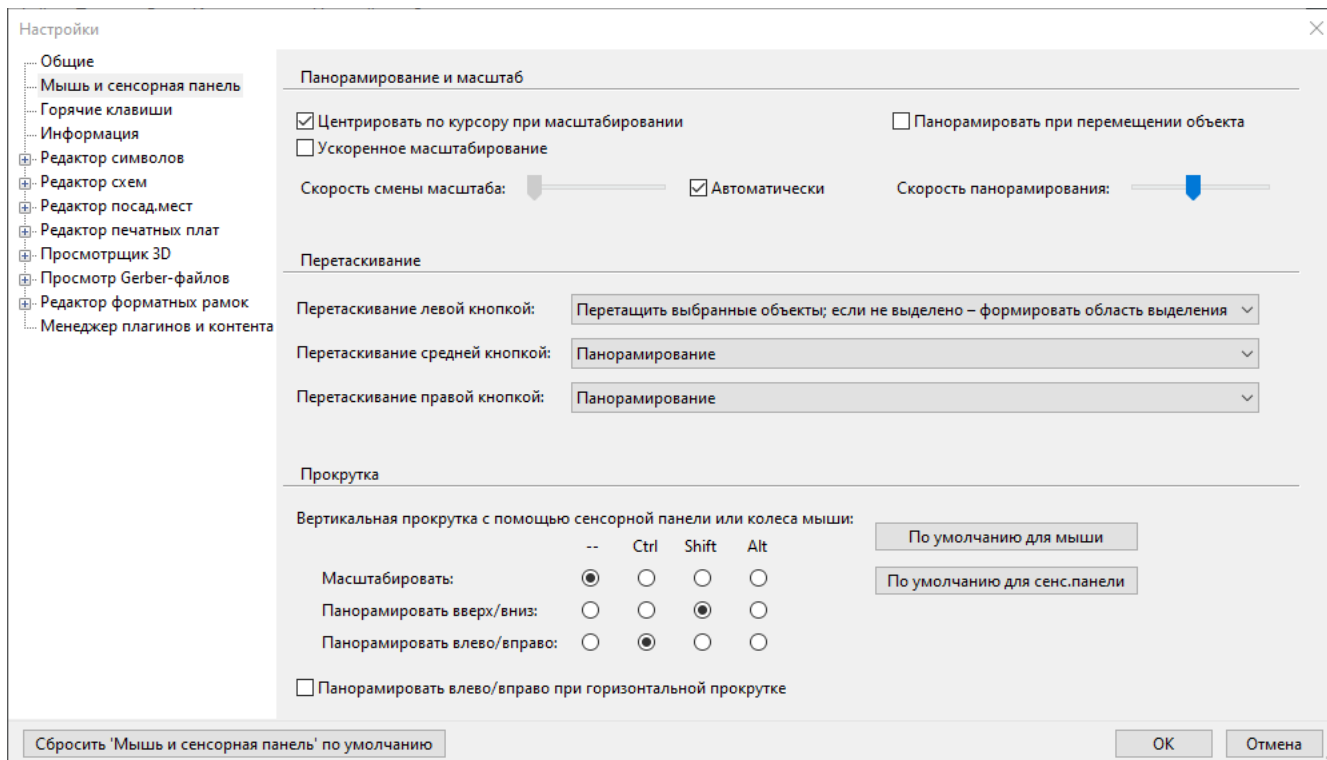 Настройки
Общие
Мышь и сенсорная панель
Горячие клавиши
Информация
Редактор символов
Редактор схем
Редактор посад.мест
Редактор печатных плат
Просмотрщик 3D
Просмотр Gerber-файлов
Редактор форматных рамок
Менеджер плагинов и контента
Панорамирование и масштаб
Центрировать по курсору при масштабировании
Панорамировать при перемещении объекта
Ускоренное масштабирование
Скорость смены масштаба:
Автоматически
Скорость панорамирования:
Перетаскивание
Перетаскивание левой кнопкой:
Перетащить выбранные объекты; если не выделено – формировать область выделения
Перетаскивание средней кнопкой:
Панорамирование
Перетаскивание правой кнопкой:
Панорамирование
Прокрутка
Вертикальная прокрутка с помощью сенсорной панели или колеса мыши:
-- Ctrl Shift Alt
Масштабировать:
Панорамировать вверх/вниз:
Панорамировать влево/вправо:
По умолчанию для мыши
По умолчанию для сенс.панели
Панорамировать влево/вправо при горизонтальной прокрутке
Сбросить 'Мышь и сенсорная панель' по умолчанию
OK
Отмена